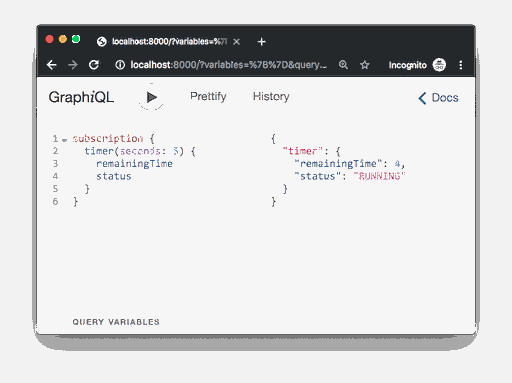 localhost:8000/?variables=%7
localhost:8000/?variables=%7B%7D&query...
Incognito
GraphiQL
Prettify
History
Docs
1 subscription {
2 timer(seconds: 5) {
3 remainingTime
4 status
5 }
6 }
{
"timer": {
"remainingTime": 4,
"status": "RUNNING"
}
}
QUERY VARIABLES